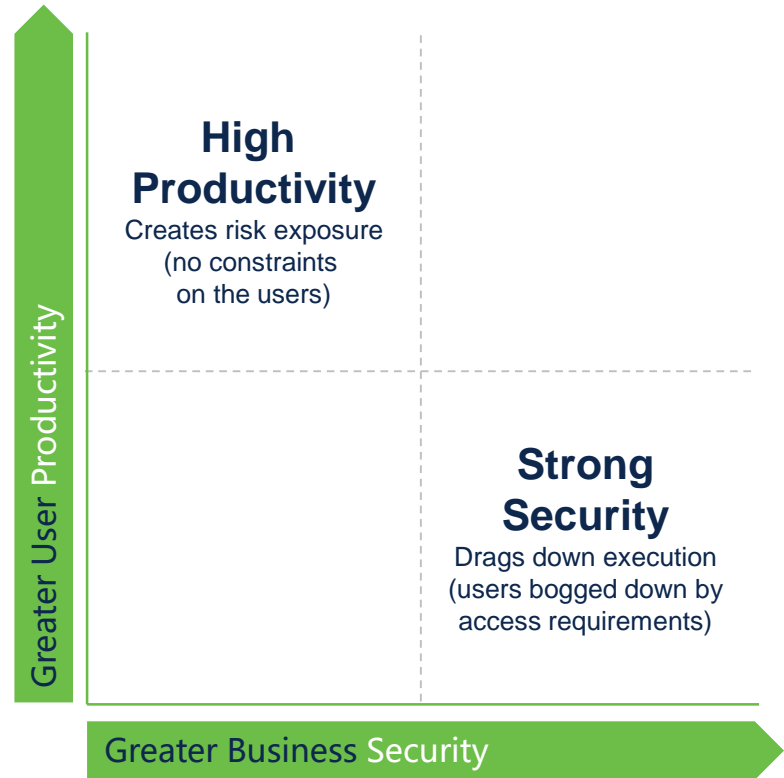 High
Productivity
Creates risk exposure
(no constraints
on the users)
Strong
Security
Drags down execution
(users bogged down by
access requirements)
Greater User Productivity
Greater Business Security